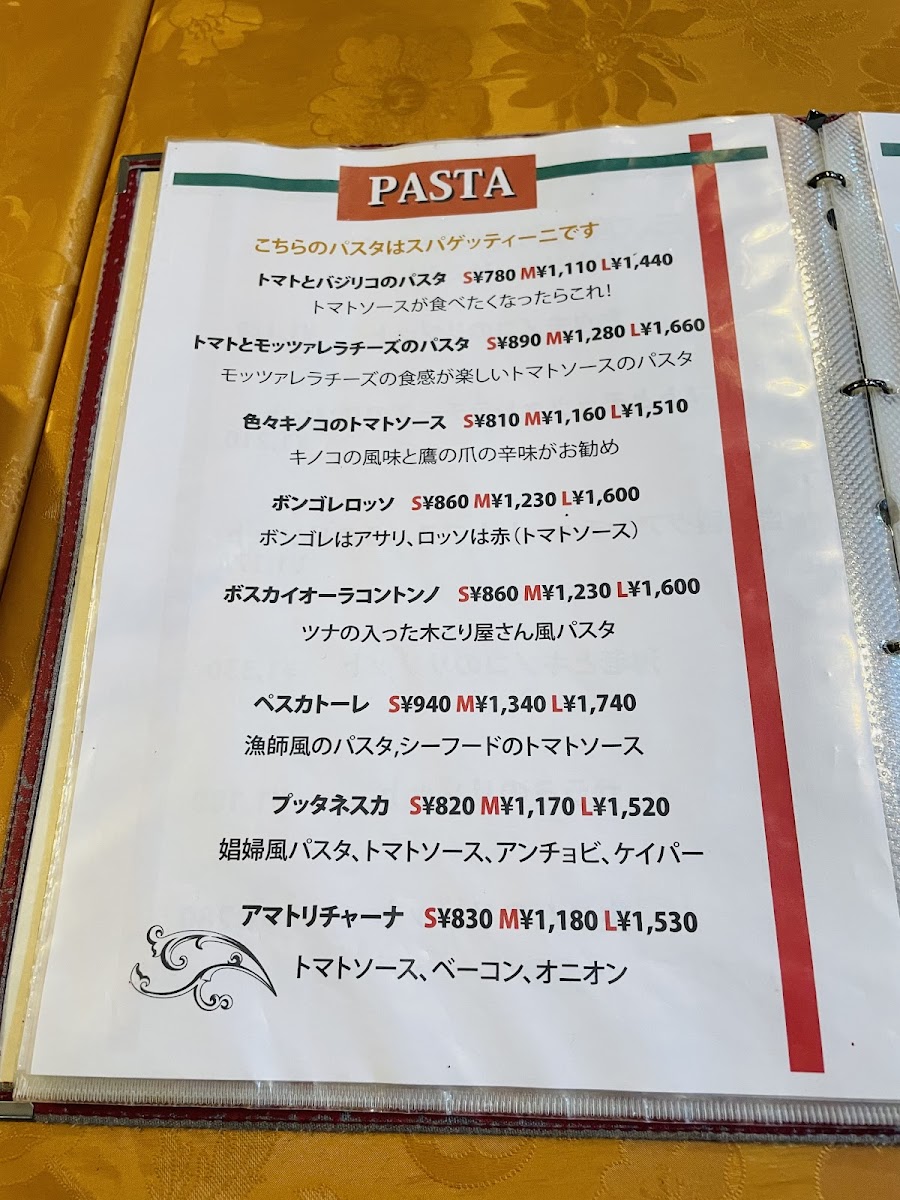 PASTA
こちらのパスタはスパゲッティーニです
トマトとバジリコのパスタ S¥780 M¥1,110 L¥1,440
トマトソースが食べたくなったらこれ!
トマトとモッツァレラチーズのパスタ S¥890 M¥1,280 L¥1,660
モッツァレラチーズの食感が楽しいトマトソースのパスタ
色々キノコのトマトソース S¥810 M¥1,160 L¥1,510
キノコの風味と鷹の爪の辛味がお勧め
ボンゴレロッソ S¥860 M¥1,230 L¥1,600
ボンゴレはアサリ、ロッソは赤(トマトソース)
ボスカイオーラコントンノ S¥860 M¥1,230 L¥1,600
ツナの入った木こり屋さん風パスタ
ペスカトーレ S¥940 M¥1,340 L¥1,740
漁師風のパスタ,シーフードのトマトソース
プッタネスカ S¥820 M¥1,170 L¥1,520
娼婦風パスタ、トマトソース、アンチョビ、ケイパー
アマトリチャーナ S¥830 M¥1,180 L¥1,530
トマトソース、ベーコン、オニオン